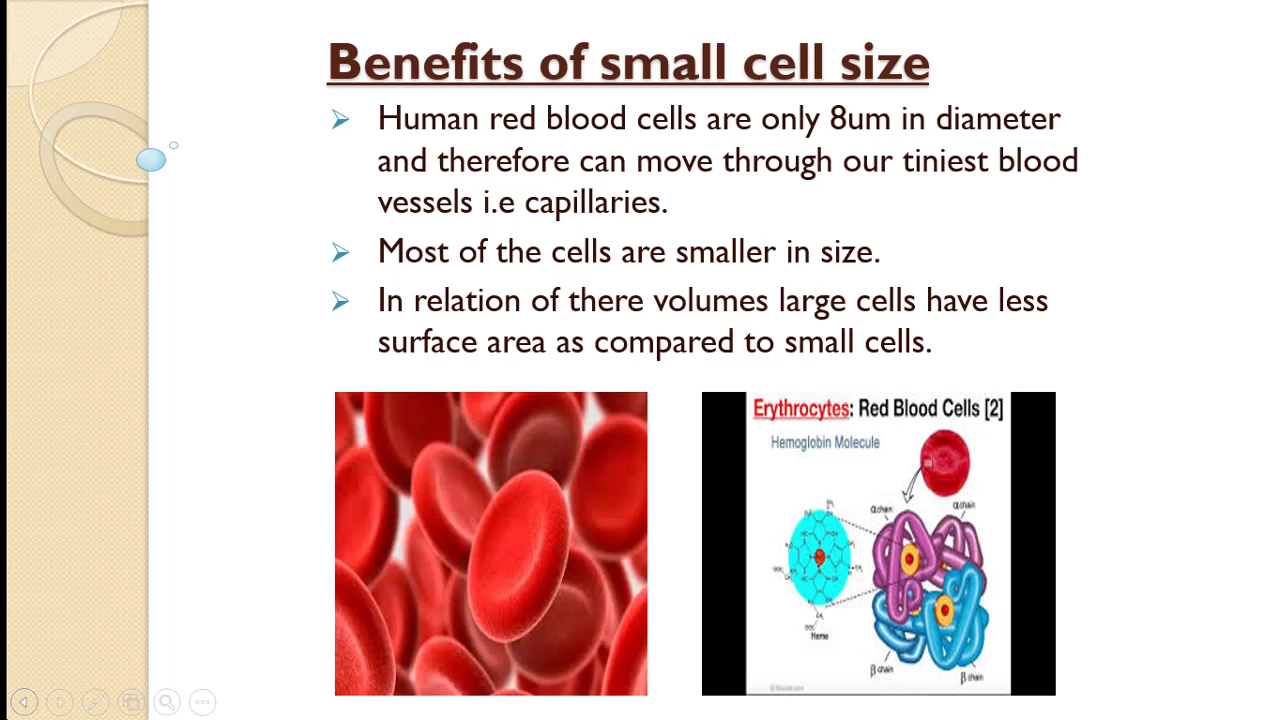 Benefits of small cell size
Human red blood cells are only 8um in diameter
and therefore can move through our tiniest blood
vessels i.e capillaries.
Most of the cells are smaller in size.
In relation of there volumes large cells have less
surface area as compared to small cells.
Erythrocytes: Red Blood Cells [2]
Hemoglobin Molecule
α chain
α chain
Heme
β chain
β chain